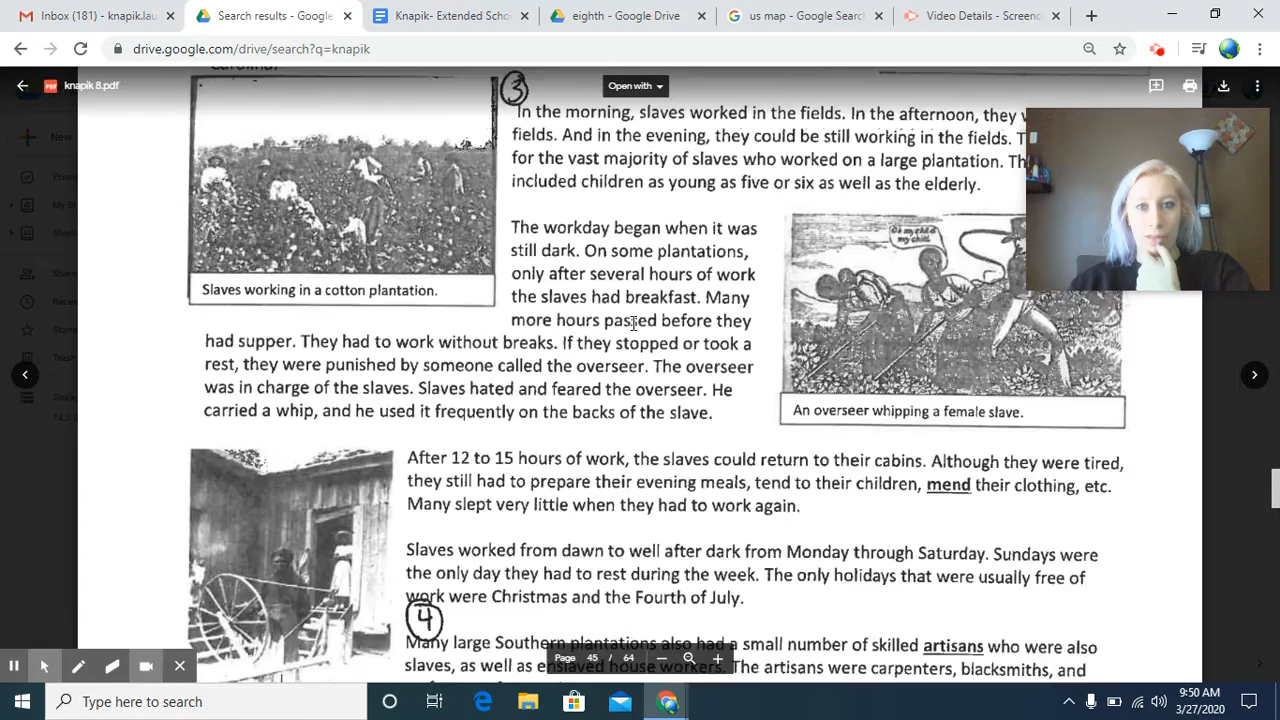 Inbox (181) - knapik.lau
Search results - Google
Knapik- Extended Scho
eighth - Google Drive
us map - Google Searc
Video Details - Screenc
drive.google.com/drive/search?q=knapik
knapik 8.pdf
Open with
3
In the morning, slaves worked in the fields. In the afternoon, they
fields. And in the evening, they could be still working in the fields. T
for the vast majority of slaves who worked on a large plantation. Th
included children as young as five or six as well as the elderly.
Slaves working in a cotton plantation.
The workday began when it was
still dark. On some plantations,
only after several hours of work
the slaves had breakfast. Many
more hours passed before they
had supper. They had to work without breaks. If they stopped or took a
rest, they were punished by someone called the overseer. The overseer
was in charge of the slaves. Slaves hated and feared the overseer. He
carried a whip, and he used it frequently on the backs of the slave.
Oh my child
my child
An overseer whipping a female slave.
After 12 to 15 hours of work, the slaves could return to their cabins. Although they were tired,
they still had to prepare their evening meals, tend to their children, mend their clothing, etc.
Many slept very little when they had to work again.
Slaves worked from dawn to well after dark from Monday through Saturday. Sundays were
the only day they had to rest during the week. The only holidays that were usually free of
work were Christmas and the Fourth of July.
4
Many large Southern plantations also had a small number of skilled artisans who were also
slaves, as well as enslaved house workers. The artisans were carpenters, blacksmiths, and
New
Page 45 / 64
Type here to search
9:50 AM
3/27/2020